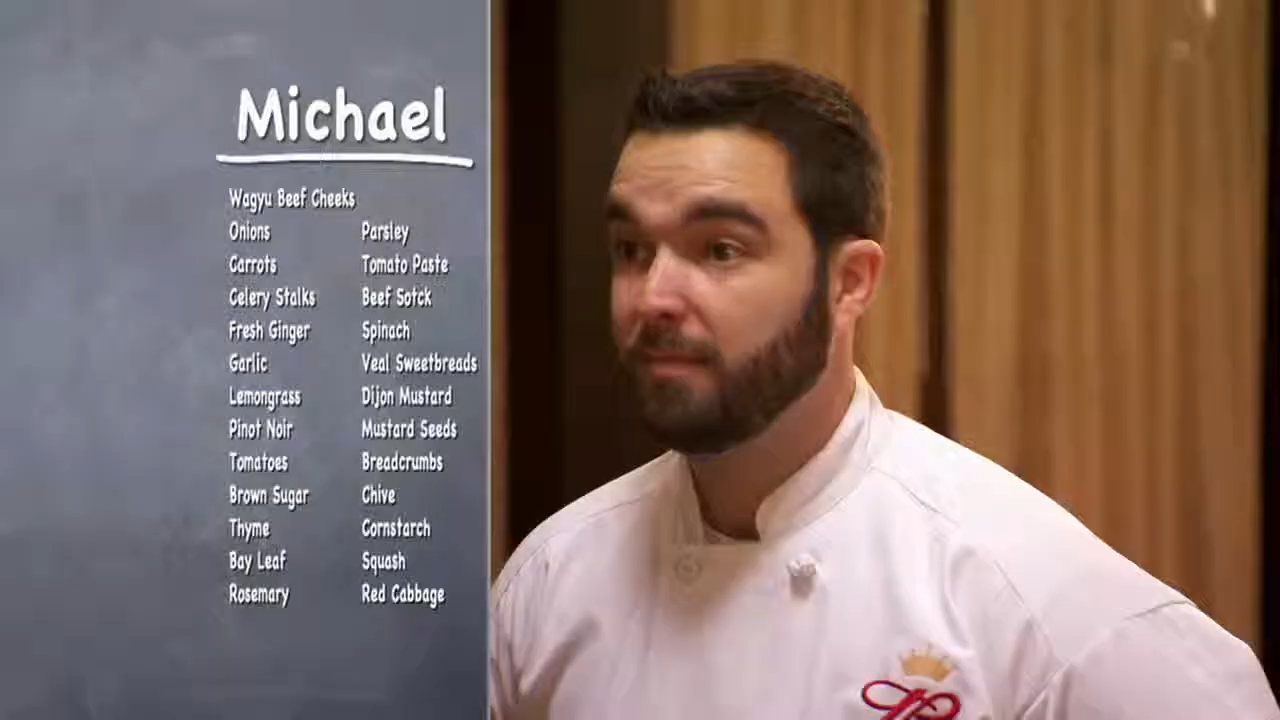 Michael
Wagyu Beef Cheeks
Onions
Carrots
Celery Stalks
Fresh Ginger
Garlic
Lemongrass
Pinot Noir
Tomatoes
Brown Sugar
Thyme
Bay Leaf
Rosemary
Parsley
Tomato Paste
Beef Sotck
Spinach
Veal Sweetbreads
Dijon Mustard
Mustard Seeds
Breadcrumbs
Chive
Cornstarch
Squash
Red Cabbage